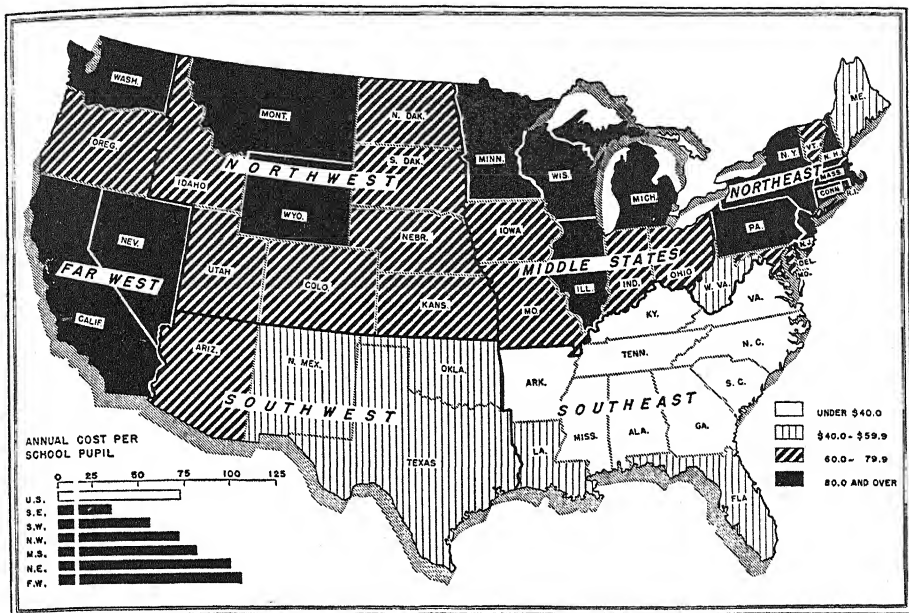 WASH.
MONT.
N. DAK.
MINN.
ME.
OREG.
IDAHO
NORTHWEST
S. DAK.
WIS.
MICH.
N.Y.
VT.
N. H.
MASS.
CONN.
R.I.
NORTHEAST
WYO.
NEBR.
IOWA
PA.
N.J.
NEV.
UTAH
COLO.
KANS.
MO.
ILL.
IND.
OHIO
MIDDLE STATES
W. VA.
DEL.
MD.
FAR WEST
CALIF
KY.
VA.
ARIZ.
N. MEX.
OKLA.
ARK.
TENN.
N. C.
S. C.
SOUTHWEST
SOUTHEAST
MISS.
ALA.
GA.
TEXAS
LA.
FLA
UNDER $40.0
$40.0 - $59.9
60.0 - 79.9
80.0 AND OVER
ANNUAL COST PER
SCHOOL PUPIL
0 25 50 75 100 125
U.S.
S.E.
S.W.
N.W.
M.S.
N.E.
F.W.